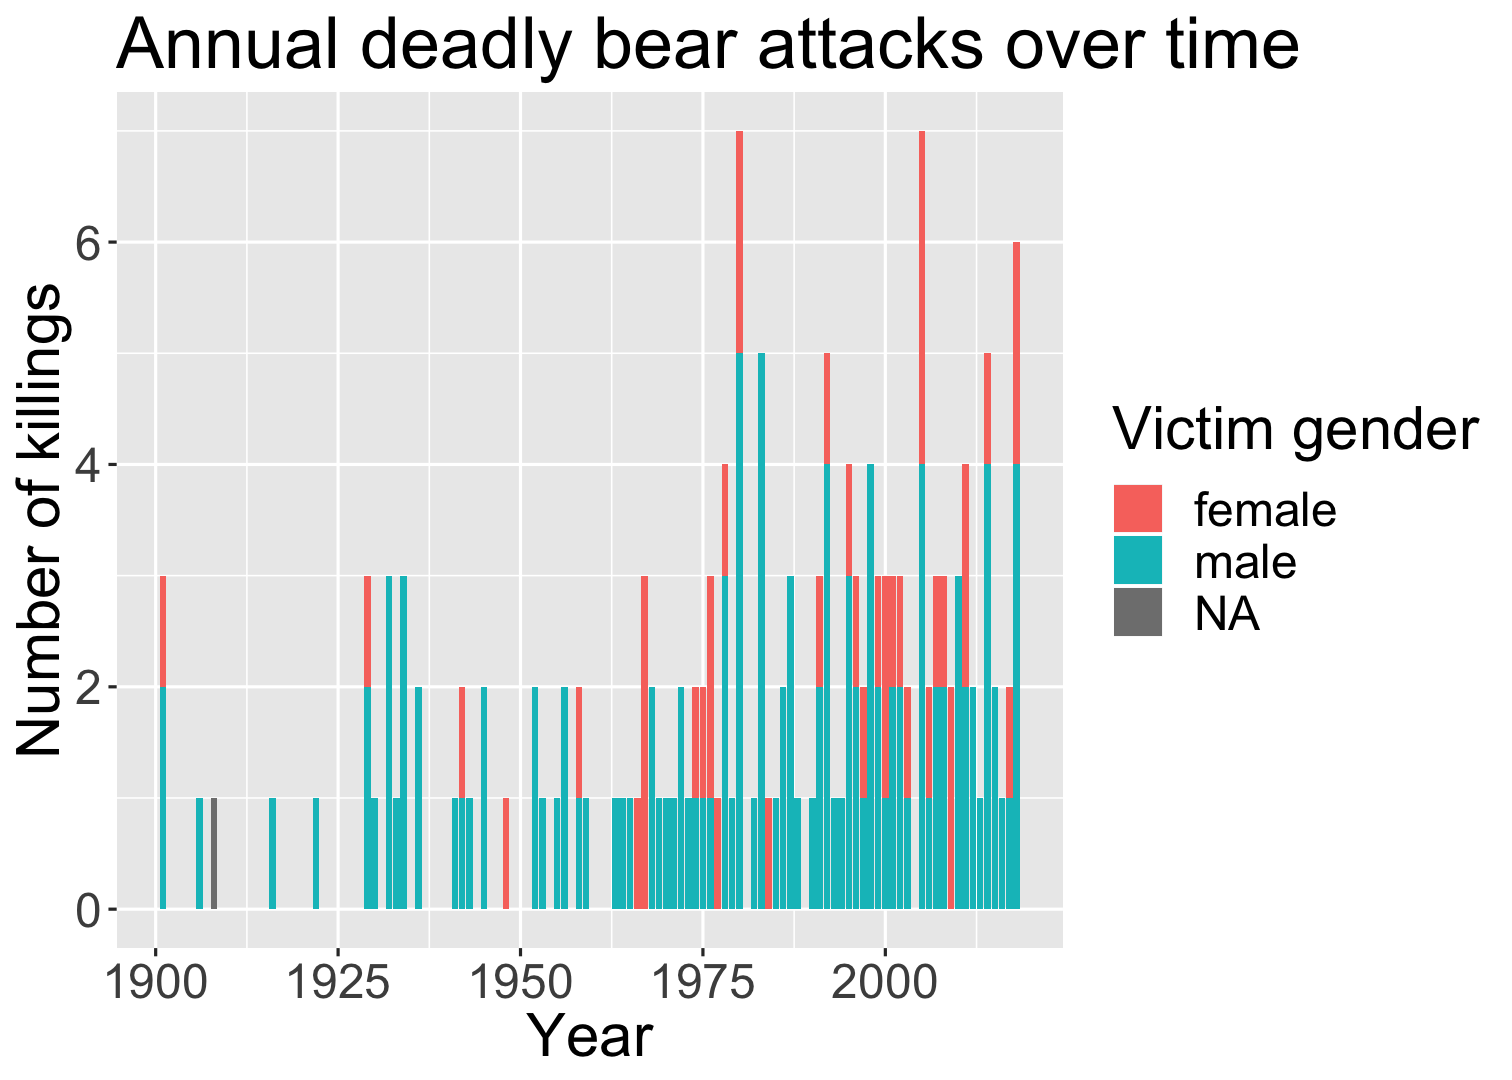 Annual deadly bear attacks over time
Number of killings
6
4
2
0
1900 1925 1950 1975 2000
Year
Victim gender
female
male
NA